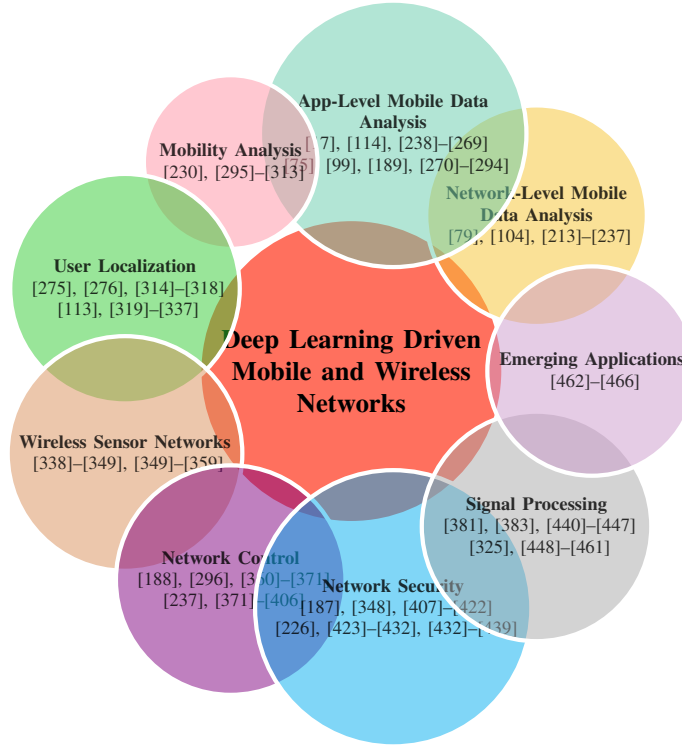 App-Level Mobile Data
Analysis
[17], [114], [238]–[269]
[75], [99], [189], [270]–[294]
Mobility Analysis
[230], [295]–[313]
Network-Level Mobile
Data Analysis
[79], [104], [213]–[237]
User Localization
[275], [276], [314]–[318]
[113], [319]–[337]
Deep Learning Driven
Mobile and Wireless
Networks
Emerging Applications
[462]–[466]
Wireless Sensor Networks
[338]–[349], [349]–[359]
Signal Processing
[381], [383], [440]–[447]
[325], [448]–[461]
Network Control
[188], [296], [360]–[371]
[237], [371]–[406]
Network Security
[187], [348], [407]–[422]
[226], [423]–[432], [432]–[439]